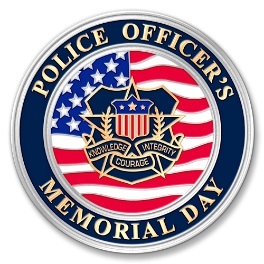 POLICE OFFICER'S
KNOWLEDGE
INTEGRITY
COURAGE
MEMORIAL DAY